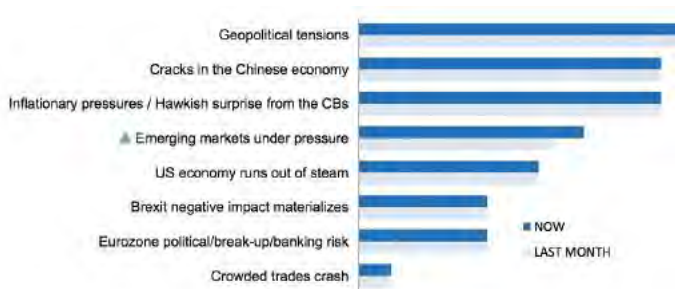 Geopolitical tensions
Cracks in the Chinese economy
Inflationary pressures / Hawkish surprise from the CBs
Emerging markets under pressure
US economy runs out of steam
Brexit negative impact materializes
Eurozone political/break-up/banking risk
Crowded trades crash
NOW
LAST MONTH